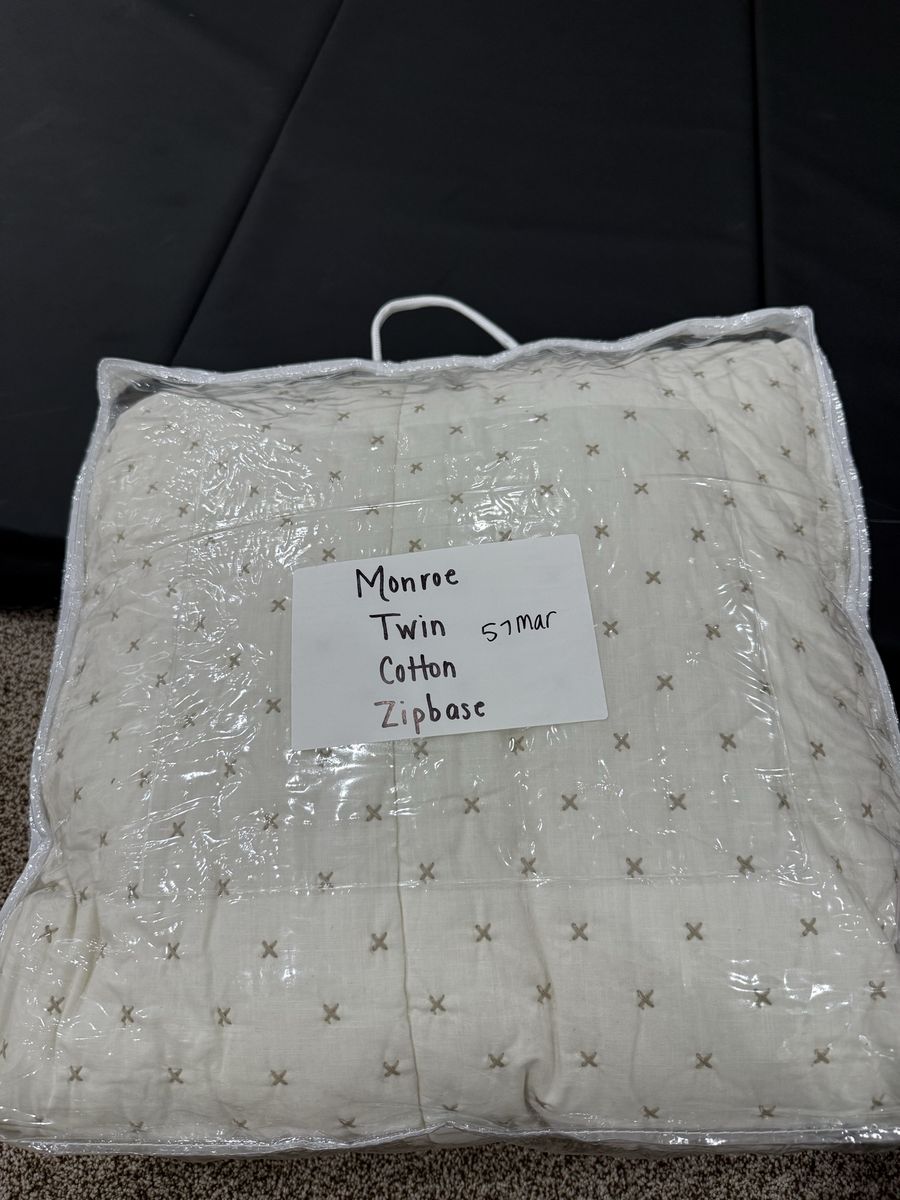 Monroe
Twin 57mar
Cotton
Zipbase